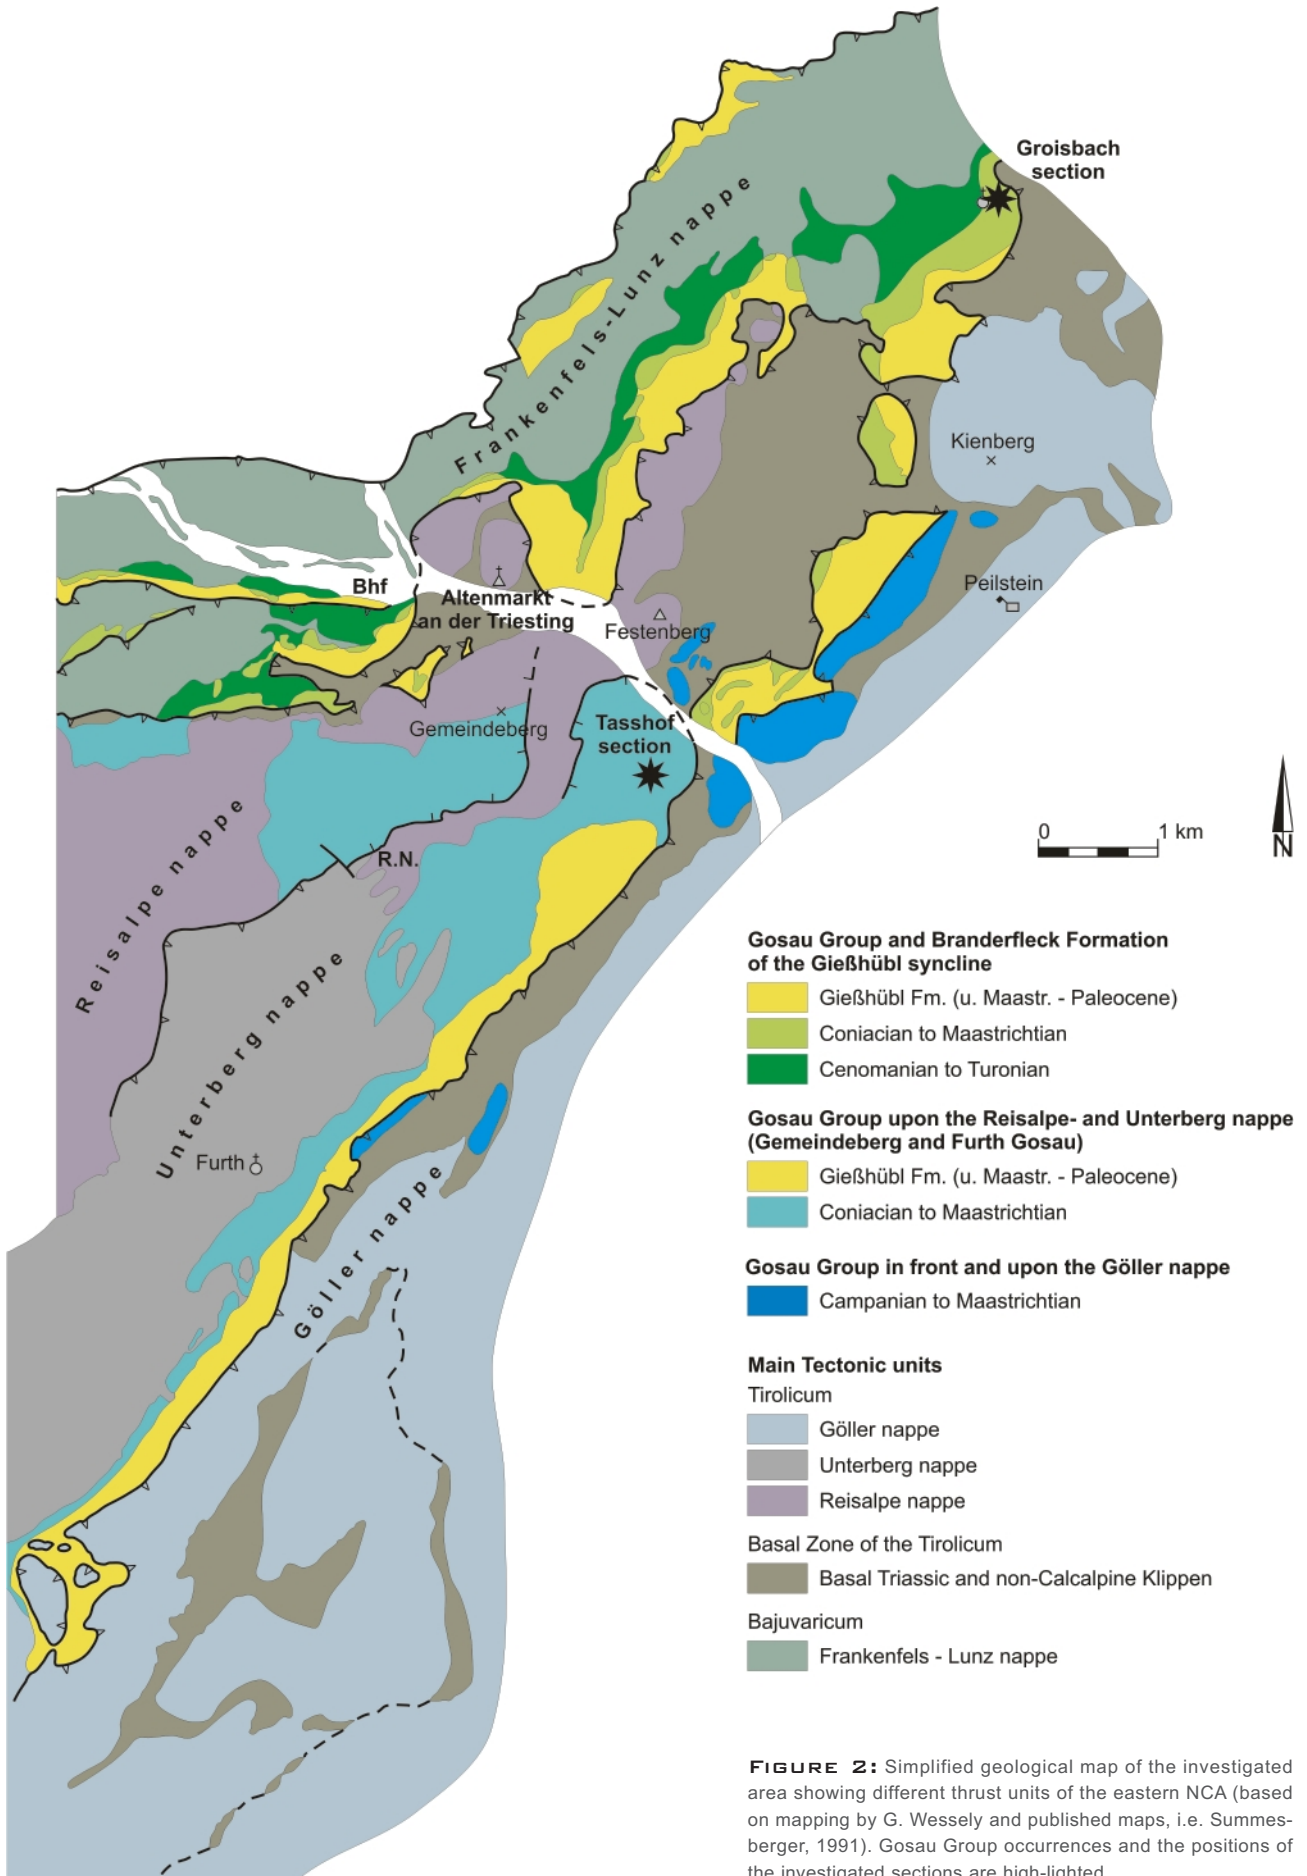 Groisbach
section
Frankenfels-Lunz nappe
Kienberg
Peilstein
Bhf
Altenmarkt
an der Triesting
Festenberg
Gemeindeberg
Tasshof
section
R.N.
Reisalpe nappe
Unterberg nappe
Furth
Göller nappe
0 1 km
N
Gosau Group and Branderfleck Formation
of the Gießhübl syncline
Gießhübl Fm. (u. Maastr. - Paleocene)
Coniacian to Maastrichtian
Cenomanian to Turonian
Gosau Group upon the Reisalpe- and Unterberg nappe
(Gemeindeberg and Furth Gosau)
Gießhübl Fm. (u. Maastr. - Paleocene)
Coniacian to Maastrichtian
Gosau Group in front and upon the Göller nappe
Campanian to Maastrichtian
Main Tectonic units
Tirolicum
Göller nappe
Unterberg nappe
Reisalpe nappe
Basal Zone of the Tirolicum
Basal Triassic and non-Calcalpine Klippen
Bajuvaricum
Frankenfels - Lunz nappe
FIGURE 2: Simplified geological map of the investigated
area showing different thrust units of the eastern NCA (based
on mapping by G. Wessely and published maps, i.e. Summes-
berger, 1991). Gosau Group occurrences and the positions of
the investigated sections are high-lighted